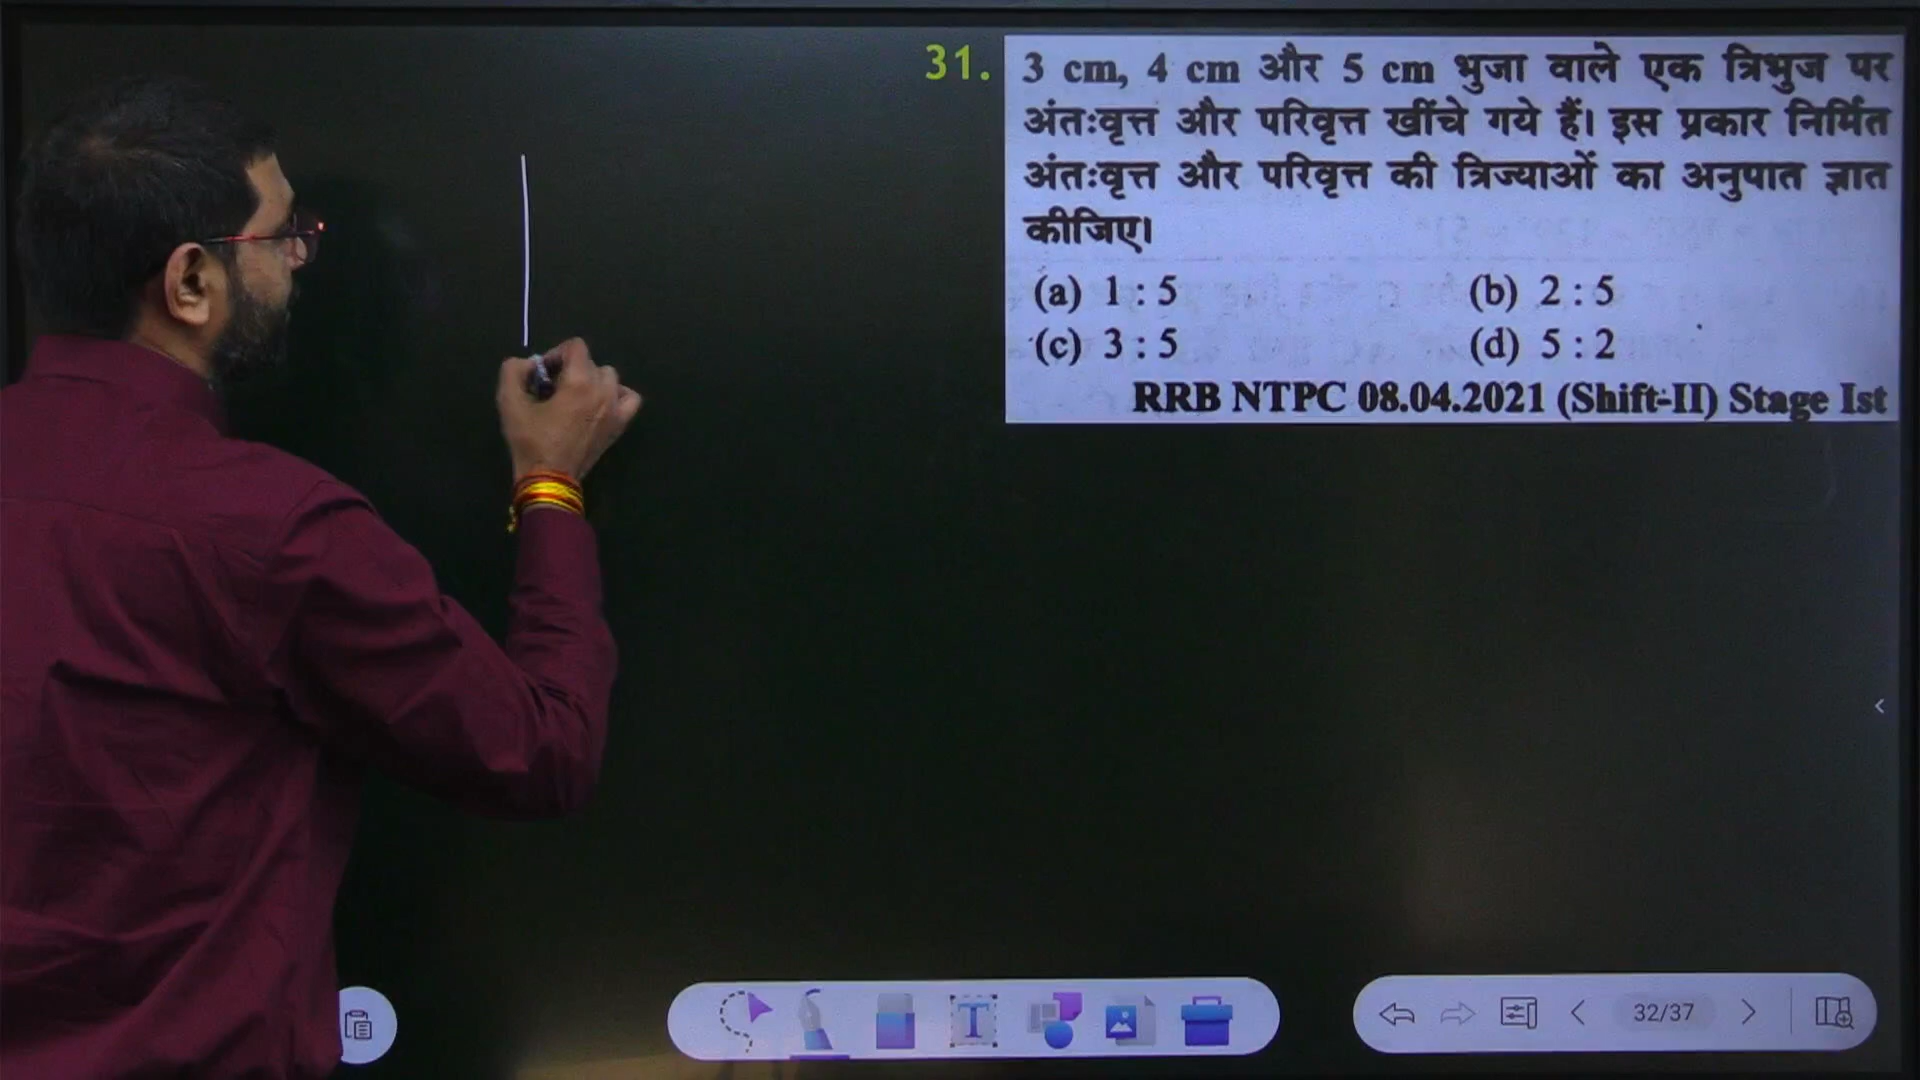 31. 3 cm, 4 cm और 5 cm भुजा वाले एक त्रिभुज पर
अंतःवृत्त और परिवृत्त खींचे गये हैं। इस प्रकार निर्मित
अंतःवृत्त और परिवृत्त की त्रिज्याओं का अनुपात ज्ञात
कीजिए।
(a) 1 : 5 (b) 2 : 5
(c) 3 : 5 (d) 5 : 2
RRB NTPC 08.04.2021 (Shift-II) Stage Ist
T
32/37